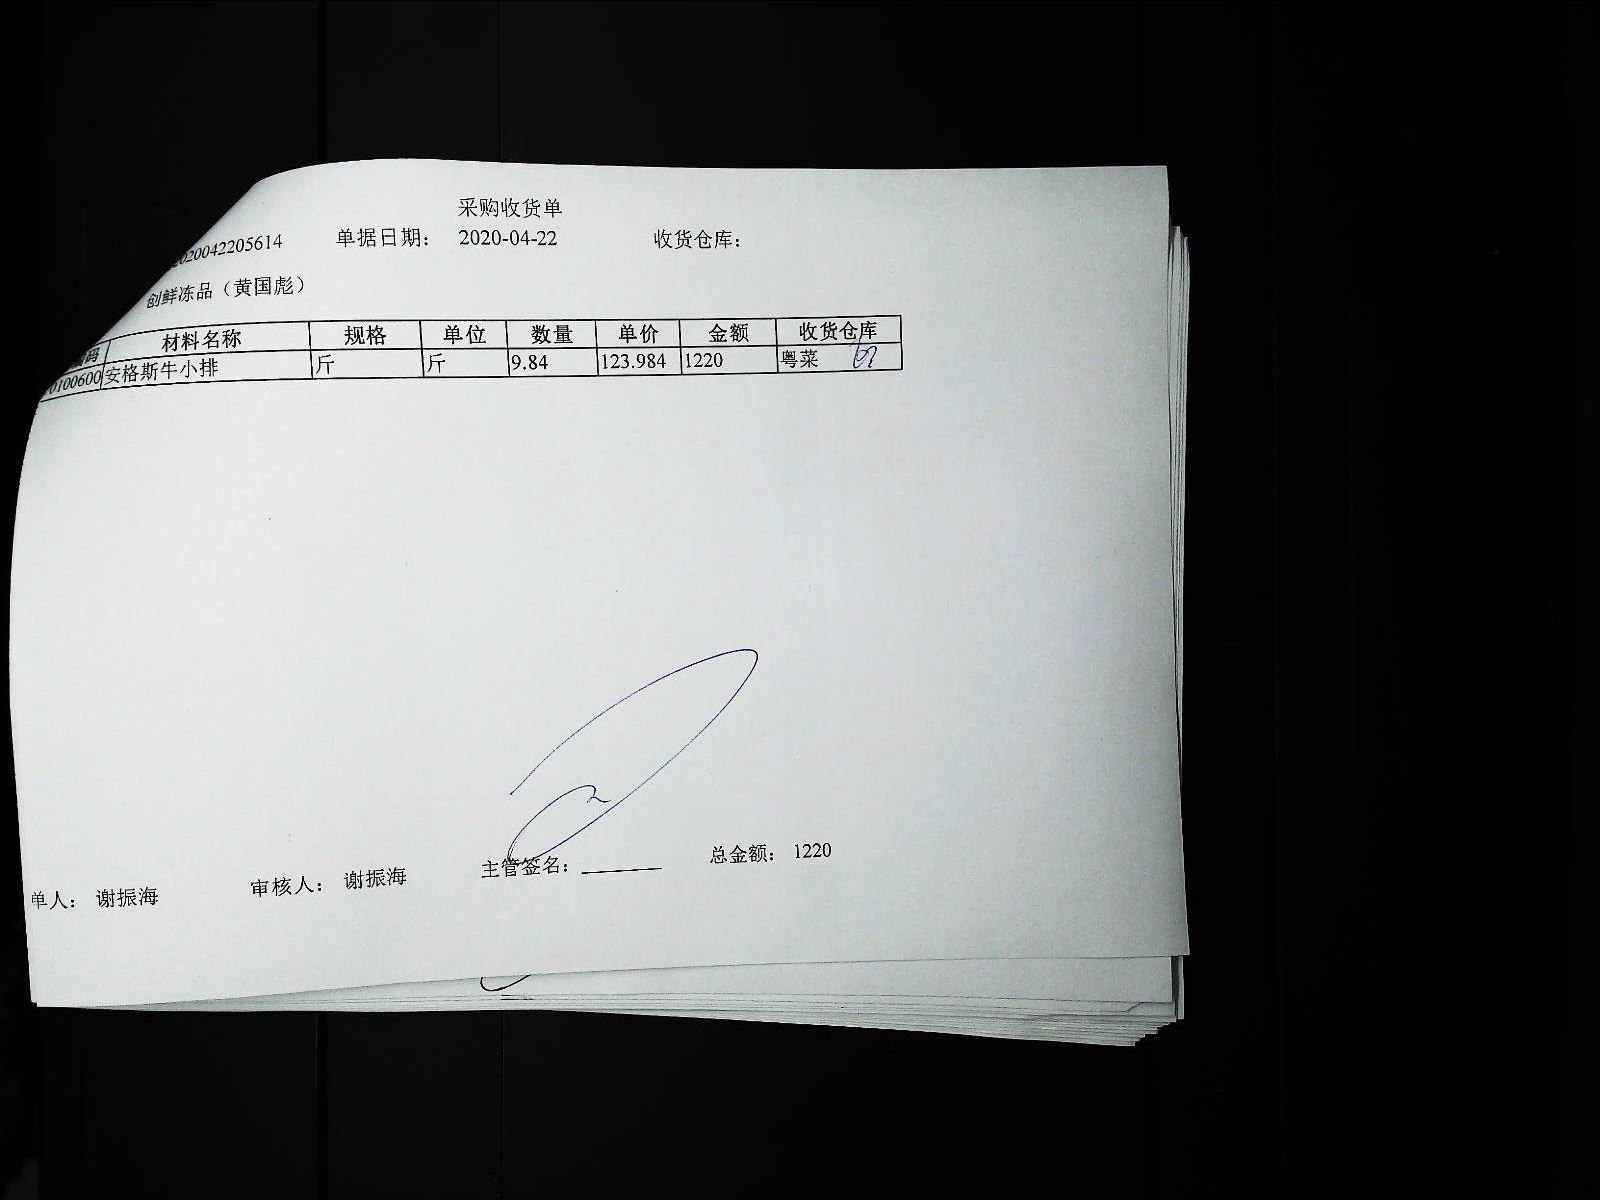 采购收货单
2020042205614 单据日期： 2020-04-22 收货仓库：
创鲜冻品（黄国彪）
码 材料名称 规格 单位 数量 单价 金额 收货仓库
0100600 安格斯牛小排 斤 斤 9.84 123.984 1220 粤菜
单人： 谢振海 审核人： 谢振海 主管签名： 总金额： 1220